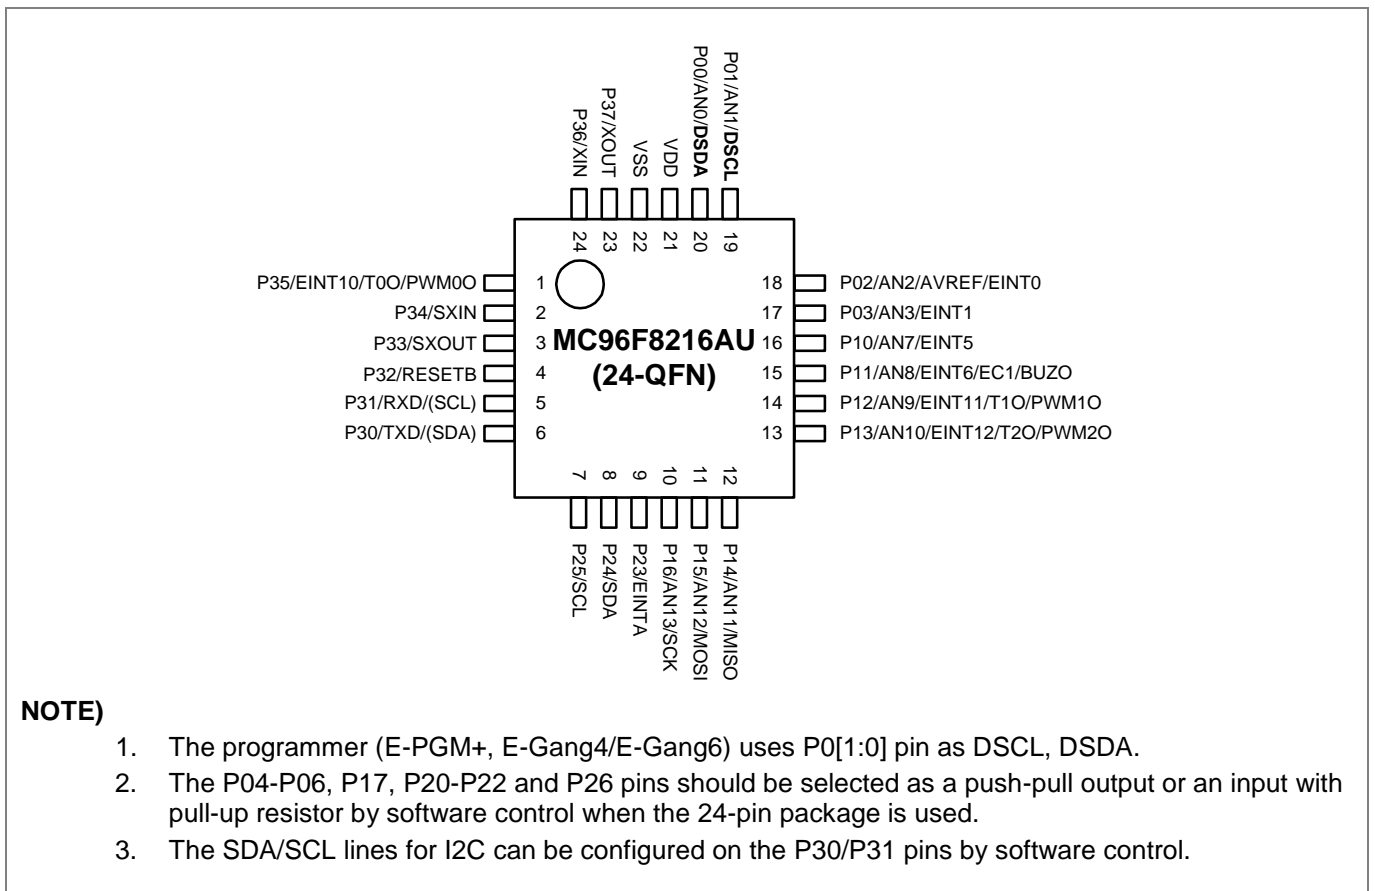 P36/XIN
P37/XOUT
VSS
VDD
P00/AN0/DSDA
P01/AN1/DSCL
24
23
22
21
20
19
P35/EINT10/T0O/PWM0O
1
18
P02/AN2/AVREF/EINT0
P34/SXIN
2
17
P03/AN3/EINT1
P33/SXOUT
3
MC96F8216AU
16
P10/AN7/EINT5
P32/RESETB
4
(24-QFN)
15
P11/AN8/EINT6/EC1/BUZO
P31/RXD/(SCL)
5
14
P12/AN9/EINT11/T1O/PWM1O
P30/TXD/(SDA)
6
13
P13/AN10/EINT12/T2O/PWM2O
7
8
9
10
11
12
P25/SCL
P24/SDA
P23/EINTA
P16/AN13/SCK
P15/AN12/MOSI
P14/AN11/MISO
NOTE)
1. The programmer (E-PGM+, E-Gang4/E-Gang6) uses P0[1:0] pin as DSCL, DSDA.
2. The P04-P06, P17, P20-P22 and P26 pins should be selected as a push-pull output or an input with
pull-up resistor by software control when the 24-pin package is used.
3. The SDA/SCL lines for I2C can be configured on the P30/P31 pins by software control.